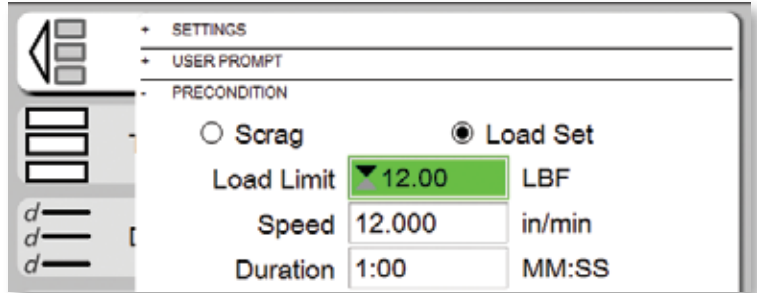 + SETTINGS
+ USER PROMPT
- PRECONDITION
Scrag Load Set
Load Limit 12.00 LBF
Speed 12.000 in/min
Duration 1:00 MM:SS
d
d
d